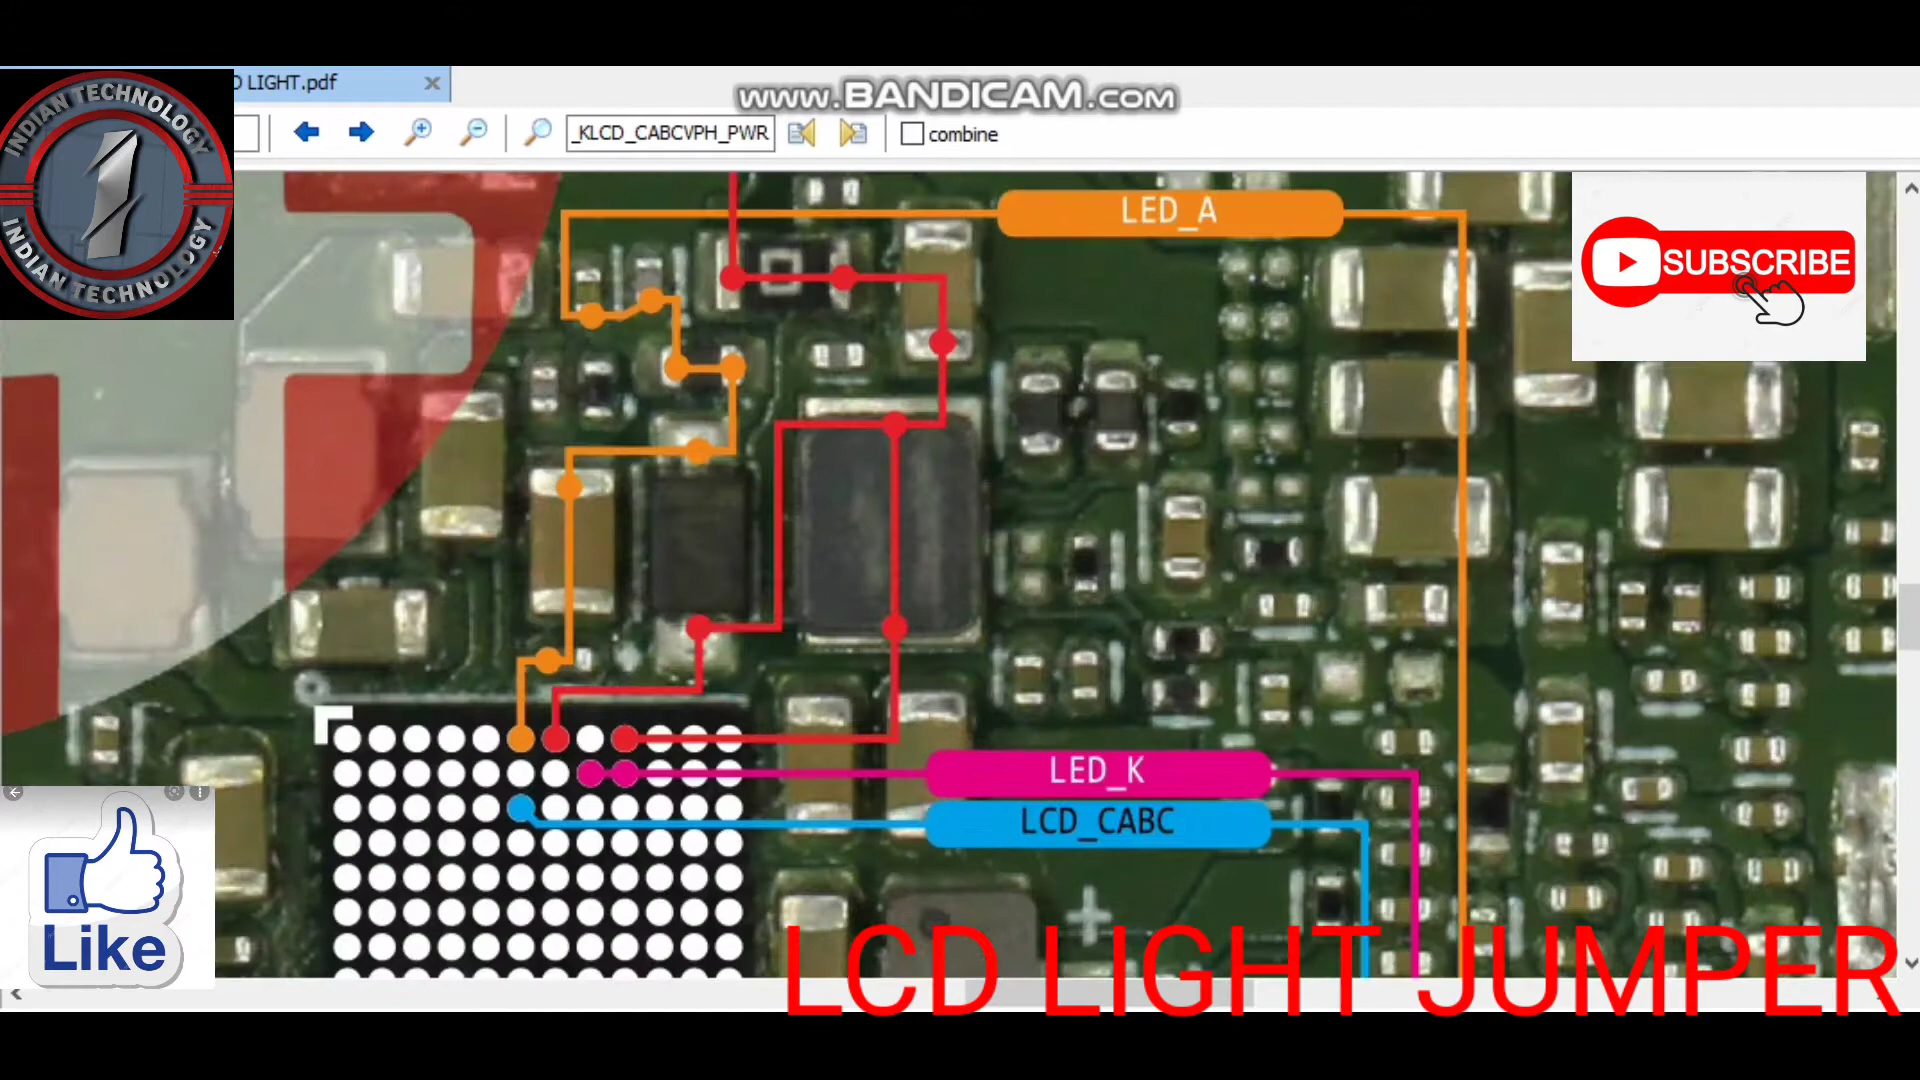 D LIGHT.pdf
www.BANDICAM.com
INDIAN TECHNOLOGY
1
INDIAN TECHNOLOGY
_KLCD_CABCVPH_PWR
combine
LED_A
SUBSCRIBE
LED_K
LCD_CABC
Like
LCD LIGHT JUMPER